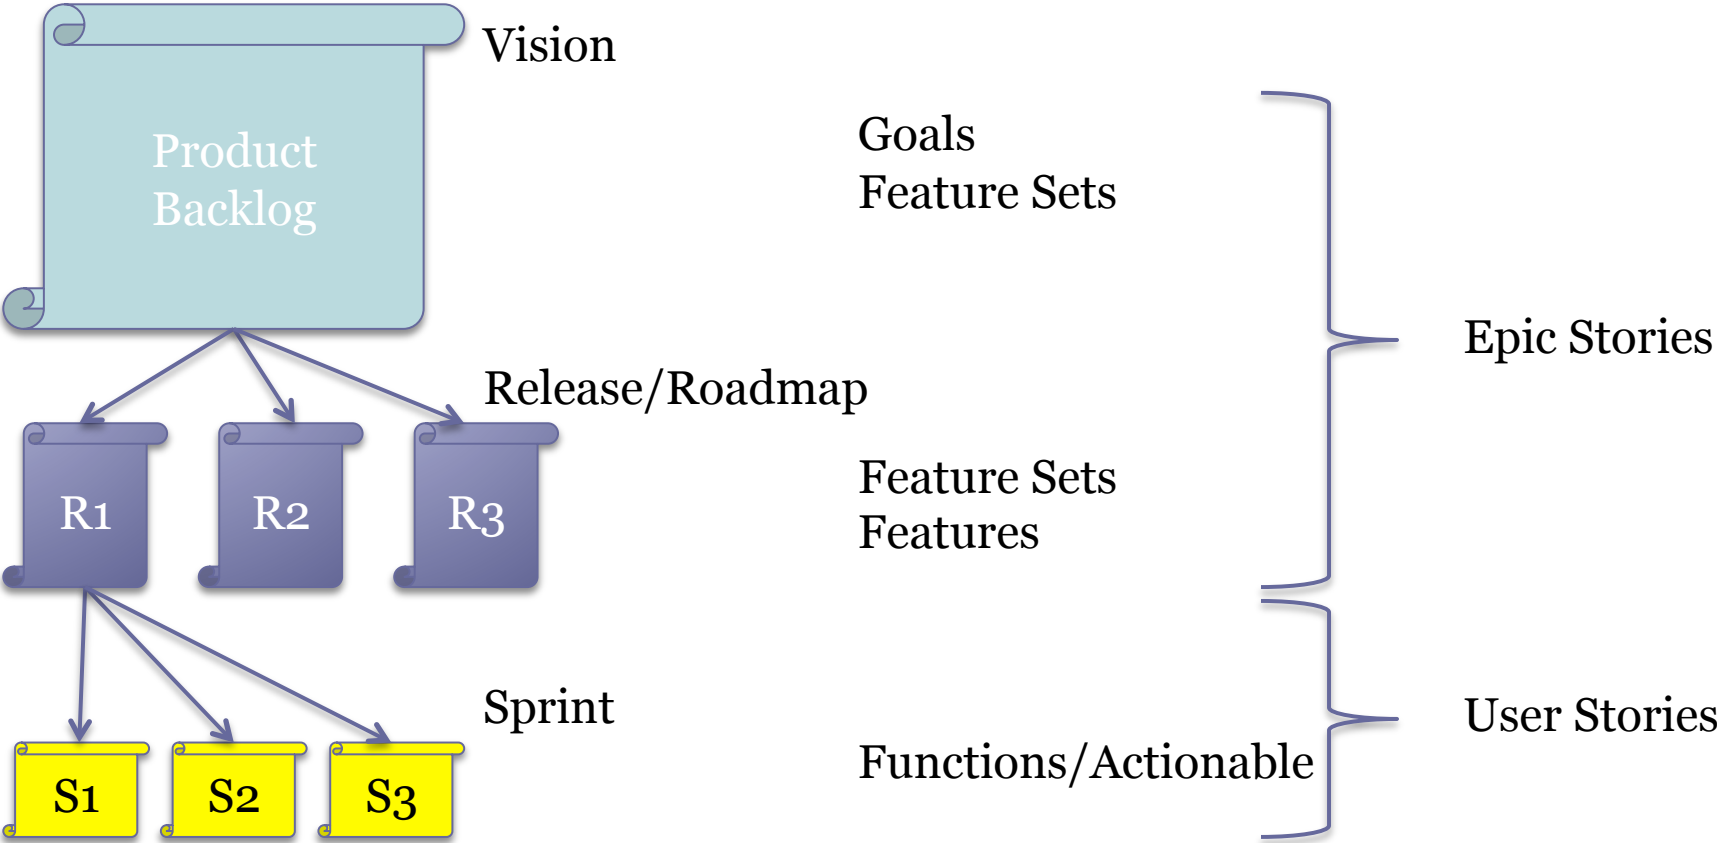 Vision
Product
Backlog
Goals
Feature Sets
Epic Stories
Release/Roadmap
R1
R2
R3
Feature Sets
Features
Sprint
User Stories
Functions/Actionable
S1
S2
S3